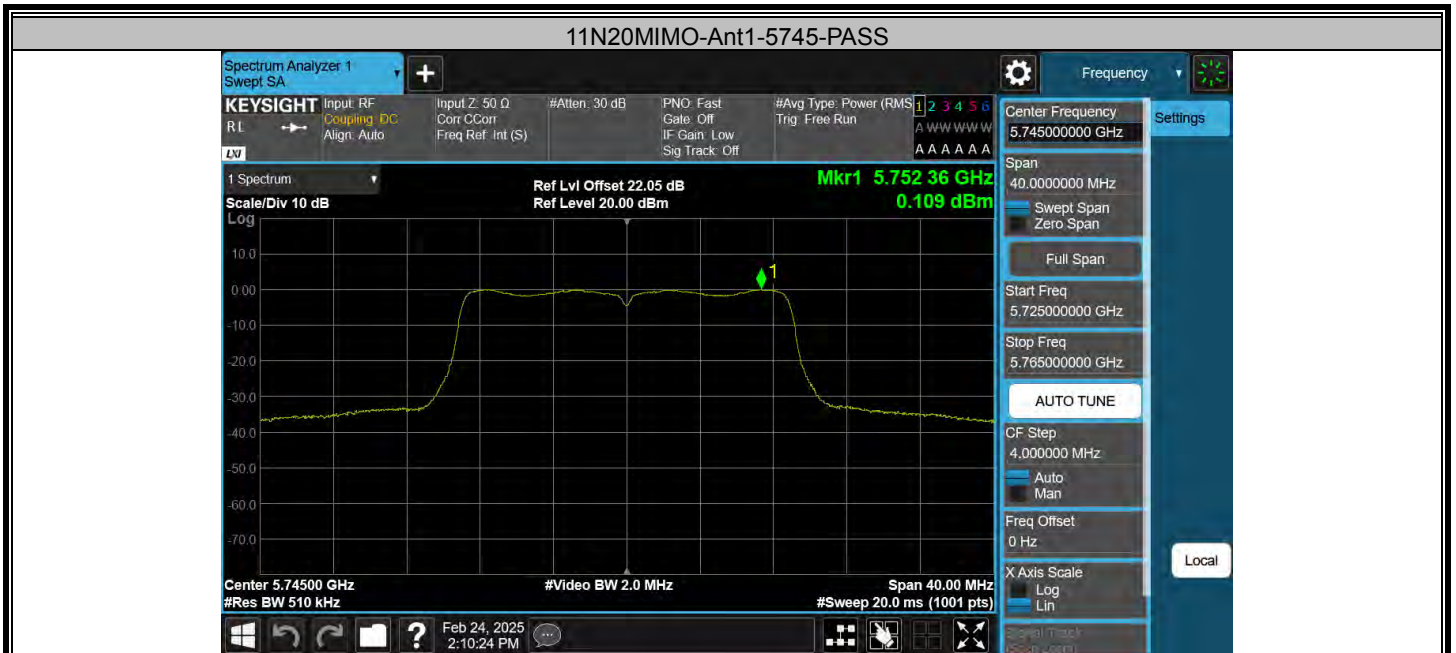 11N20MIMO-Ant1-5745-PASS
Spectrum Analyzer 1
Swept SA
Frequency
KEYSIGHT
RL
LXI
Input: RF
Coupling: DC
Align: Auto
Input Z: 50 Ω
Corr CCorr
Freq Ref: Int (S)
#Atten: 30 dB
PNO: Fast
Gate: Off
IF Gain: Low
Sig Track: Off
#Avg Type: Power (RMS
Trig: Free Run
1 2 3 4 5 6
A W W W W W
A A A A A A
1 Spectrum
Scale/Div 10 dB
Ref Lvl Offset 22.05 dB
Ref Level 20.00 dBm
Mkr1 5.752 36 GHz
0.109 dBm
Log
10.0
0.00
-10.0
-20.0
-30.0
-40.0
-50.0
-60.0
-70.0
1
Center 5.74500 GHz
#Res BW 510 kHz
#Video BW 2.0 MHz
Span 40.00 MHz
#Sweep 20.0 ms (1001 pts)
Center Frequency
5.745000000 GHz
Settings
Span
40.0000000 MHz
Swept Span
Zero Span
Full Span
Start Freq
5.725000000 GHz
Stop Freq
5.765000000 GHz
AUTO TUNE
CF Step
4.000000 MHz
Auto
Man
Freq Offset
0 Hz
X Axis Scale
Log
Lin
Local
Signal Track
?
Feb 24, 2025
2:10:24 PM